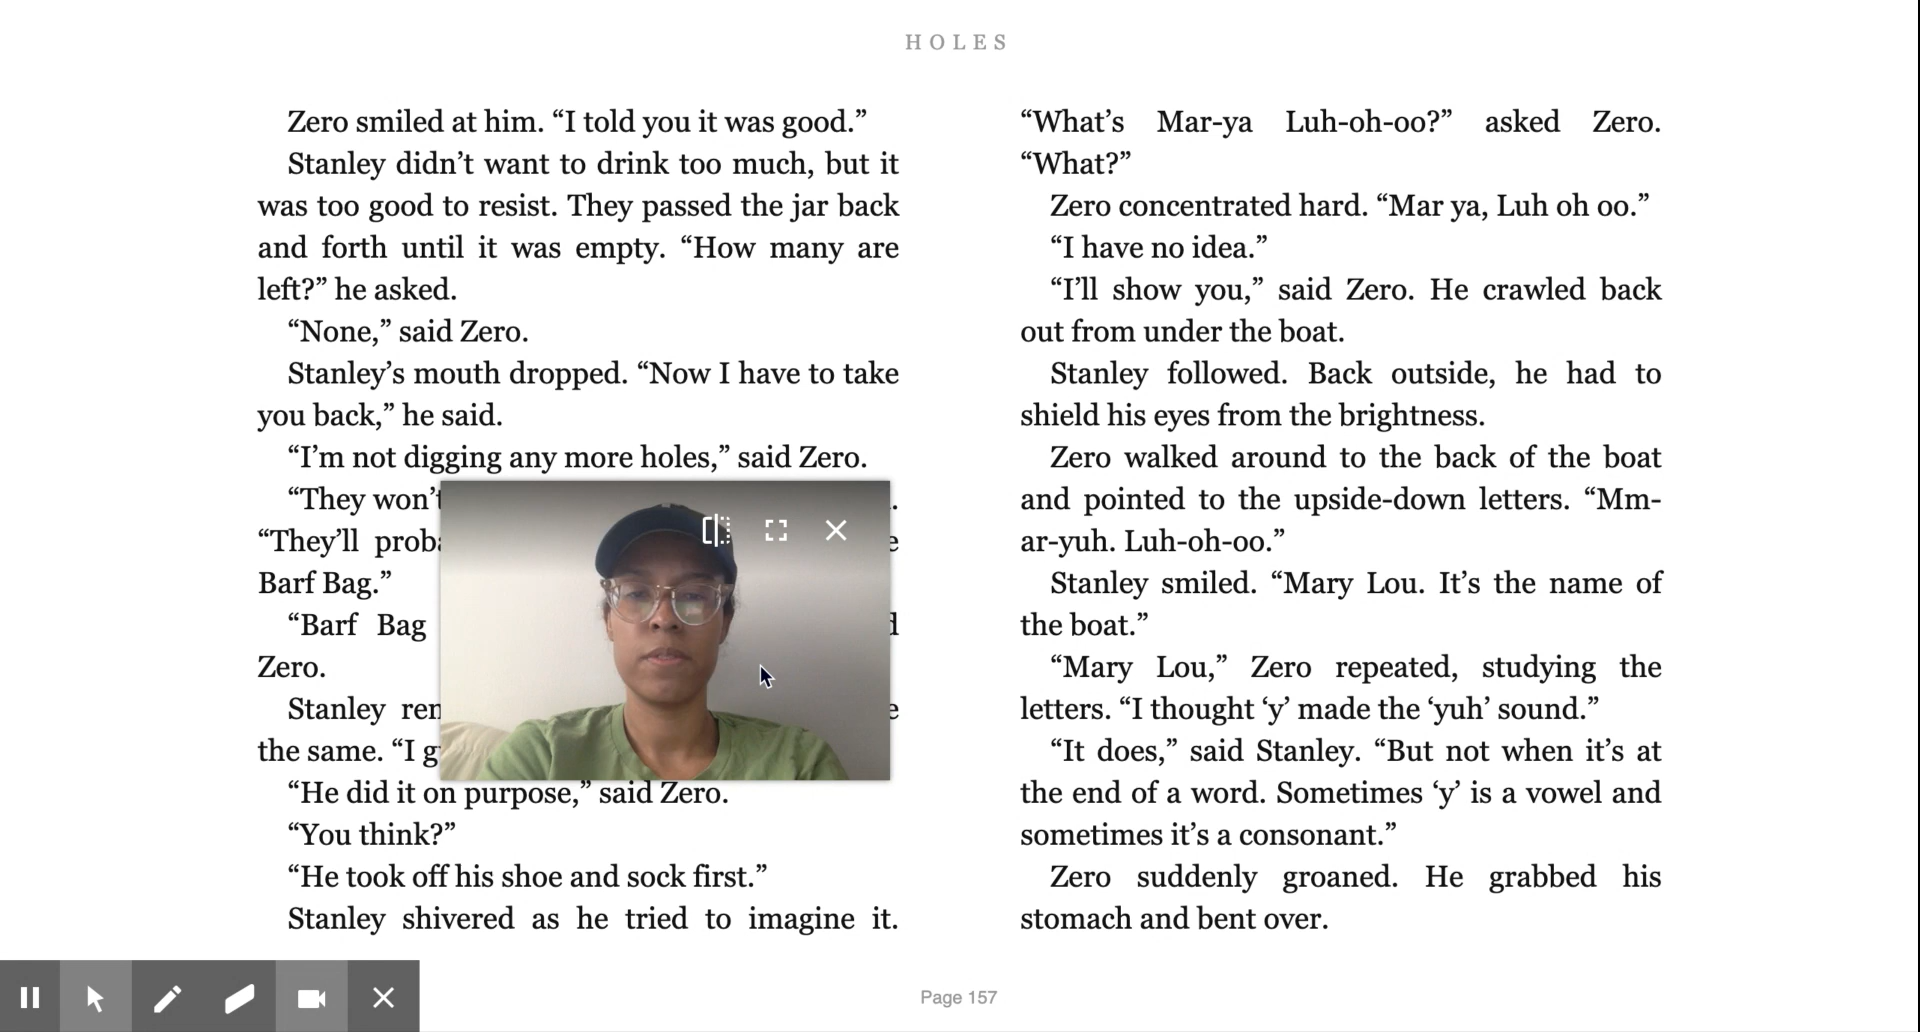 HOLES
Zero smiled at him. “I told you it was good.”
Stanley didn’t want to drink too much, but it
was too good to resist. They passed the jar back
and forth until it was empty. “How many are
left?” he asked.
“None,” said Zero.
Stanley’s mouth dropped. “Now I have to take
you back,” he said.
“I’m not digging any more holes,” said Zero.
“They won’t
“They’ll
Barf Bag.”
“Barf Bag
Zero.
Stanley
the same. “I
“He did it on purpose,” said Zero.
“You think?”
“He took off his shoe and sock first.”
Stanley shivered as he tried to imagine it.
“What’s Mar-ya Luh-oh-oo?” asked Zero.
“What?”
Zero concentrated hard. “Mar ya, Luh oh oo.”
“I have no idea.”
“I’ll show you,” said Zero. He crawled back
out from under the boat.
Stanley followed. Back outside, he had to
shield his eyes from the brightness.
Zero walked around to the back of the boat
and pointed to the upside-down letters. “Mm-
ar-yuh. Luh-oh-oo.”
Stanley smiled. “Mary Lou. It’s the name of
the boat.”
“Mary Lou,” Zero repeated, studying the
letters. “I thought ‘y’ made the ‘yuh’ sound.”
“It does,” said Stanley. “But not when it’s at
the end of a word. Sometimes ‘y’ is a vowel and
sometimes it’s a consonant.”
Zero suddenly groaned. He grabbed his
stomach and bent over.
Page 157